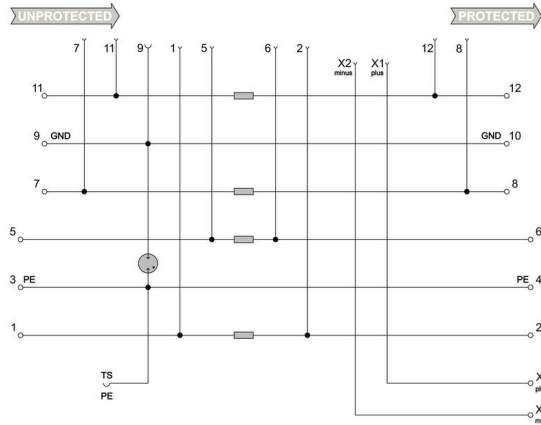 UNPROTECTED PROTECTED
7 11 9 1 5 6 2 12 8
X2 X1
minus plus
11 12
9 GND GND 10
7 8
5 6
3 PE PE 4
1 2
TS
PE